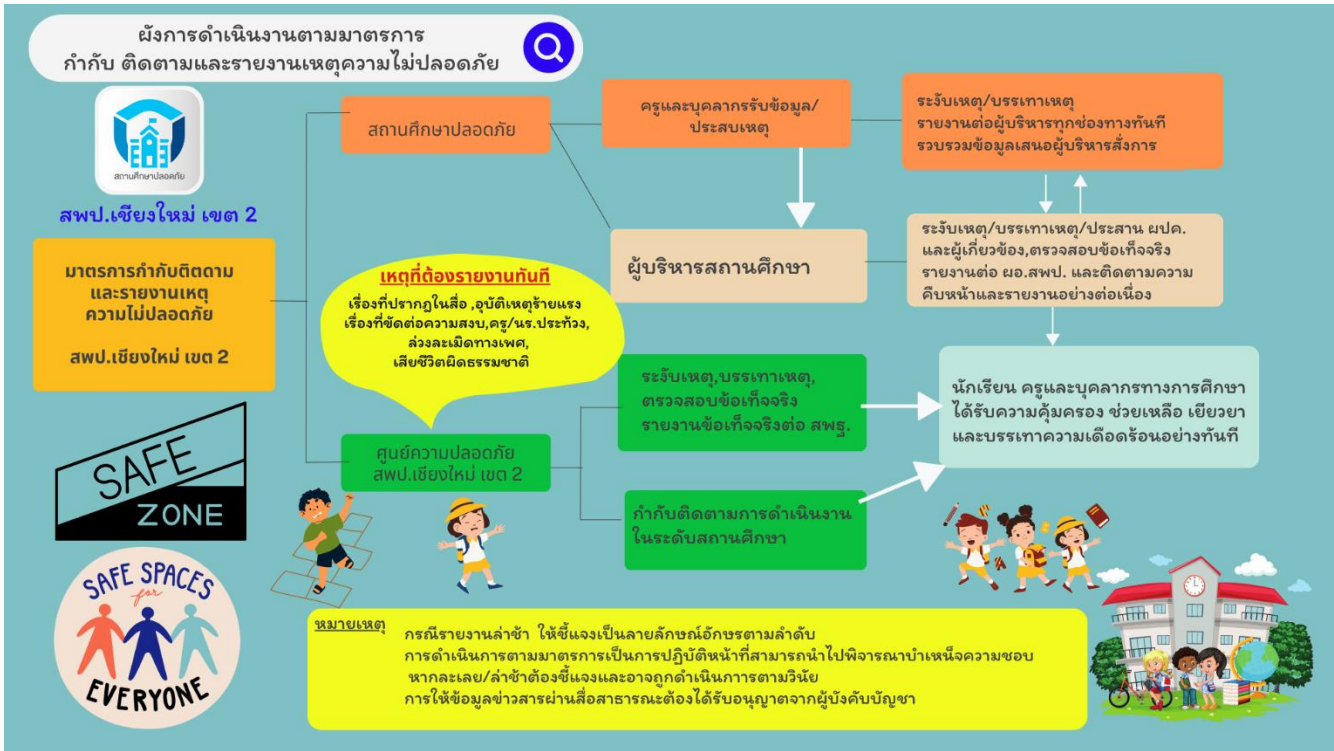 ผังการดำเนินงานตามมาตรการ
กำกับ ติดตามและรายงานเหตุความไม่ปลอดภัย
สถานศึกษาปลอดภัย
สพป.เชียงใหม่ เขต 2
มาตรการกำกับติดตาม
และรายงานเหตุ
ความไม่ปลอดภัย
สพป.เชียงใหม่ เขต 2
สถานศึกษาปลอดภัย
ครูและบุคลากรรับข้อมูล/
ประสบเหตุ
ระงับเหตุ/บรรเทาเหตุ
รายงานต่อผู้บริหารทุกช่องทางทันที
รวบรวมข้อมูลเสนอผู้บริหารสั่งการ
ผู้บริหารสถานศึกษา
ระงับเหตุ/บรรเทาเหตุ/ประสาน ผปค.
และผู้เกี่ยวข้อง,ตรวจสอบข้อเท็จจริง
รายงานต่อ ผอ.สพป. และติดตามความ
คืบหน้าและรายงานอย่างต่อเนื่อง
เหตุที่ต้องรายงานทันที
เรื่องที่ปรากฏในสื่อ ,อุบัติเหตุร้ายแรง
เรื่องที่ขัดต่อความสงบ,ครู/นร.ประท้วง,
ล่วงละเมิดทางเพศ,
เสียชีวิตผิดธรรมชาติ
ศูนย์ความปลอดภัย
สพป.เชียงใหม่ เขต 2
ระงับเหตุ,บรรเทาเหตุ,
ตรวจสอบข้อเท็จจริง
รายงานข้อเท็จจริงต่อ สพฐ.
กำกับติดตามการดำเนินงาน
ในระดับสถานศึกษา
นักเรียน ครูและบุคลากรทางการศึกษา
ได้รับความคุ้มครอง ช่วยเหลือ เยียวยา
และบรรเทาความเดือดร้อนอย่างทันที
SAFE
ZONE
SAFE SPACES
for
EVERYONE
หมายเหตุ
กรณีรายงานล่าช้า ให้ชี้แจงเป็นลายลักษณ์อักษรตามลำดับ
การดำเนินการตามมาตรการเป็นการปฏิบัติหน้าที่สามารถนำไปพิจารณาบำเหน็จความชอบ
หากละเลย/ล่าช้าต้องชี้แจงและอาจถูกดำเนินกาารตามวินัย
การให้ข้อมูลข่าวสารผ่านสื่อสาธารณะต้องได้รับอนุญาตจากผู้บังคับบัญชา